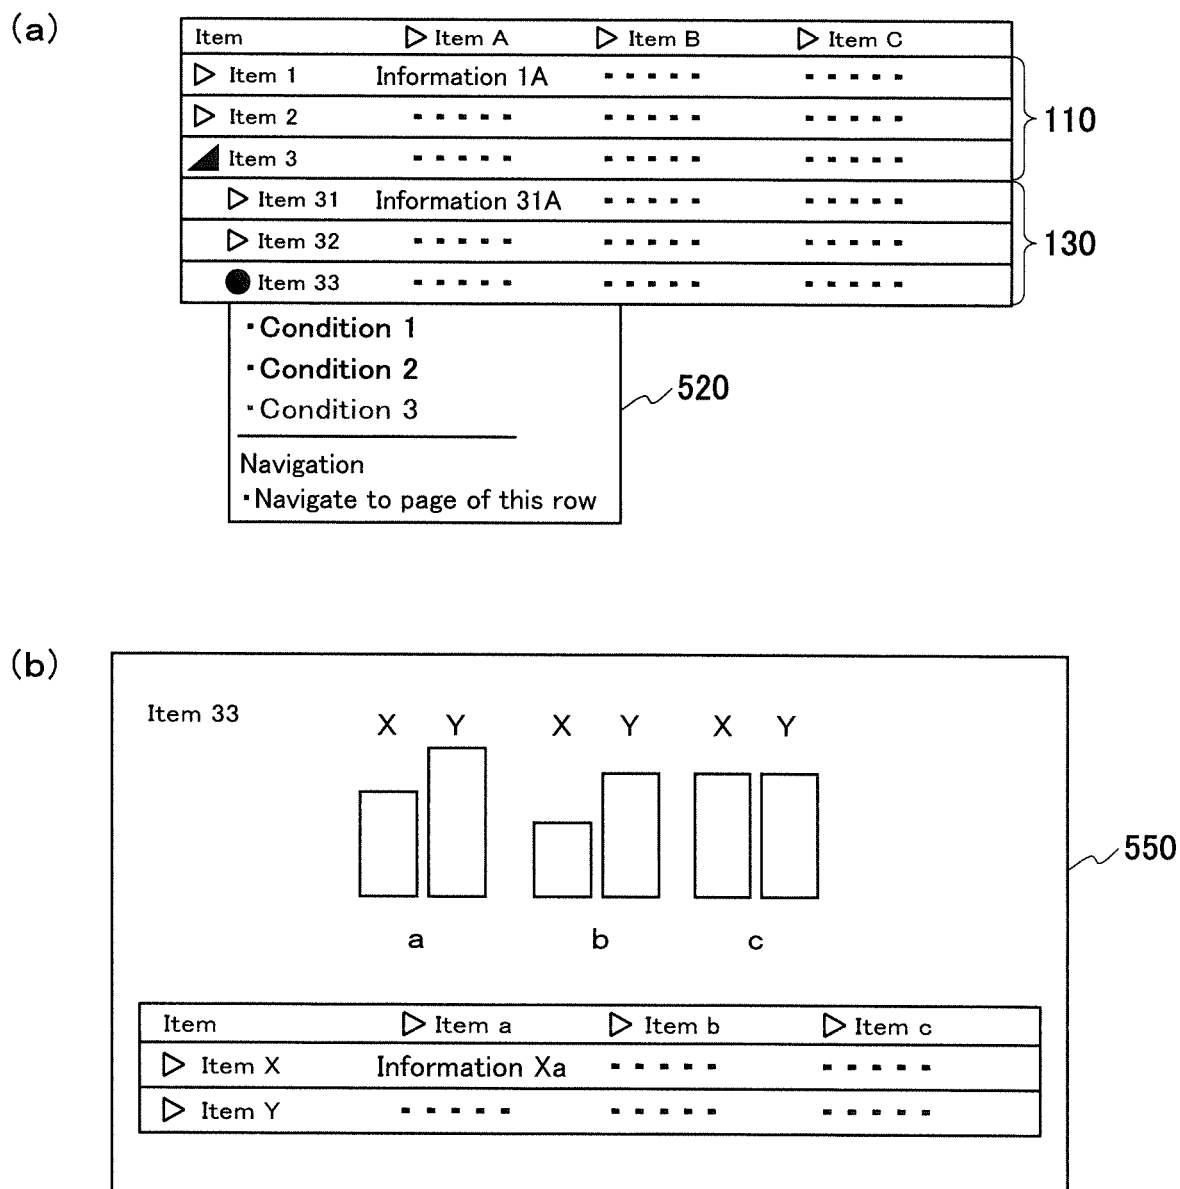 (a)
Item ▷ Item A ▷ Item B ▷ Item C
▷ Item 1 Information 1A ----- -----
▷ Item 2 ----- ----- -----
◢ Item 3 ----- ----- -----
110
▷ Item 31 Information 31A ----- -----
▷ Item 32 ----- ----- -----
● Item 33 ----- ----- -----
130
・Condition 1
・Condition 2
・Condition 3
520
Navigation
・Navigate to page of this row
(b)
Item 33
X Y X Y X Y
550
a b c
Item ▷ Item a ▷ Item b ▷ Item c
▷ Item X Information Xa ----- -----
▷ Item Y ----- ----- -----